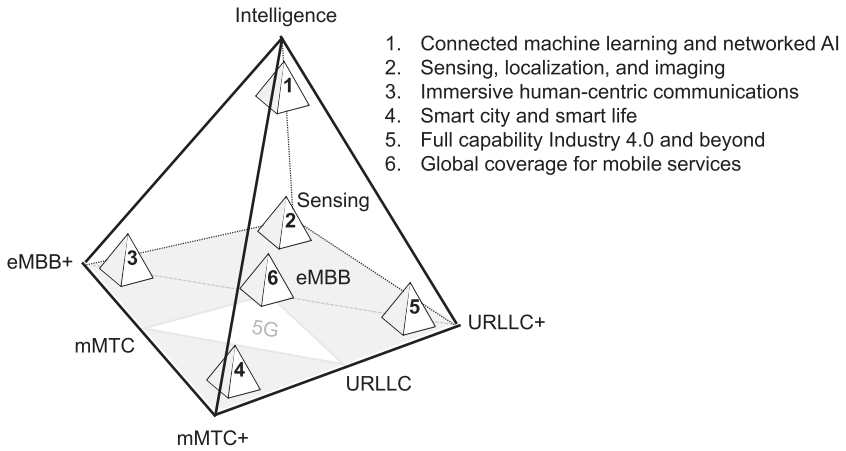 Intelligence
1. Connected machine learning and networked AI
2. Sensing, localization, and imaging
3. Immersive human-centric communications
4. Smart city and smart life
5. Full capability Industry 4.0 and beyond
6. Global coverage for mobile services
1
Sensing
2
eMBB+
3
6
eMBB
5
URLLC+
5G
mMTC
4
URLLC
mMTC+